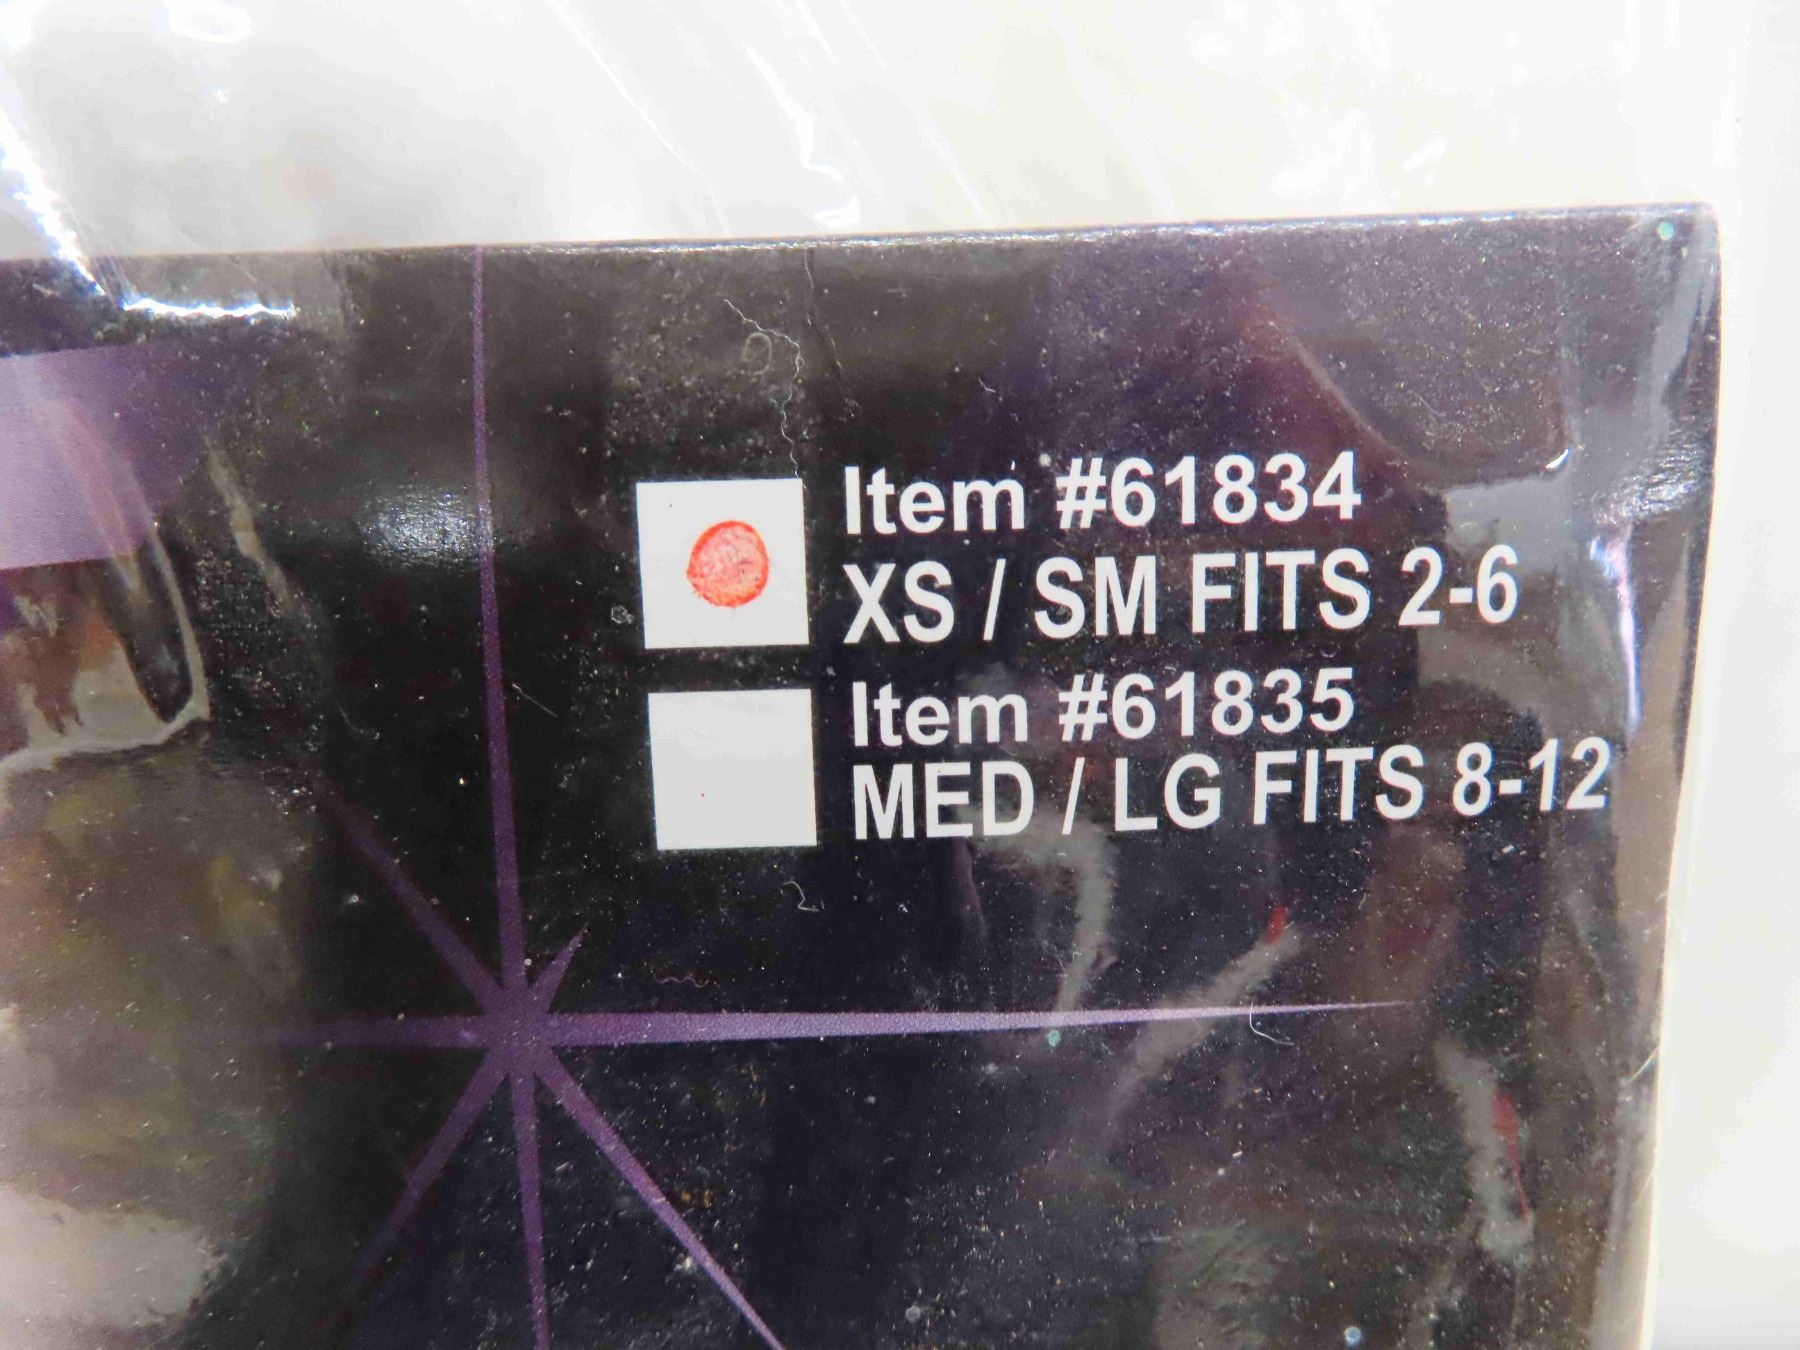 Item #61834
XS / SM FITS 2-6
Item #61835
MED / LG FITS 8-12